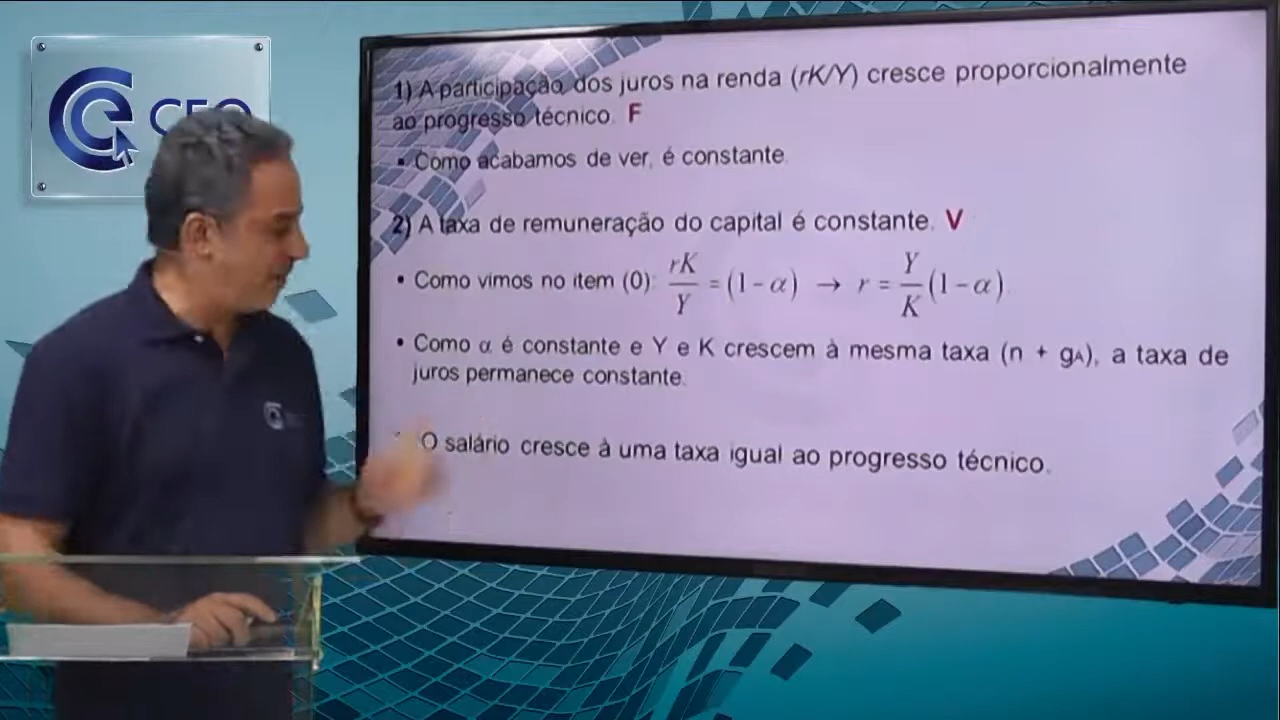 CEO
1) A participação dos juros na renda (rK/Y) cresce proporcionalmente
ao progresso técnico. F
▪ Como acabamos de ver, é constante.
2) A taxa de remuneração do capital é constante. V
• Como vimos no item (0): rK/Y = (1 - α) → r = Y/K (1 - α).
• Como α é constante e Y e K crescem à mesma taxa (n + gA), a taxa de
juros permanece constante.
O salário cresce à uma taxa igual ao progresso técnico.